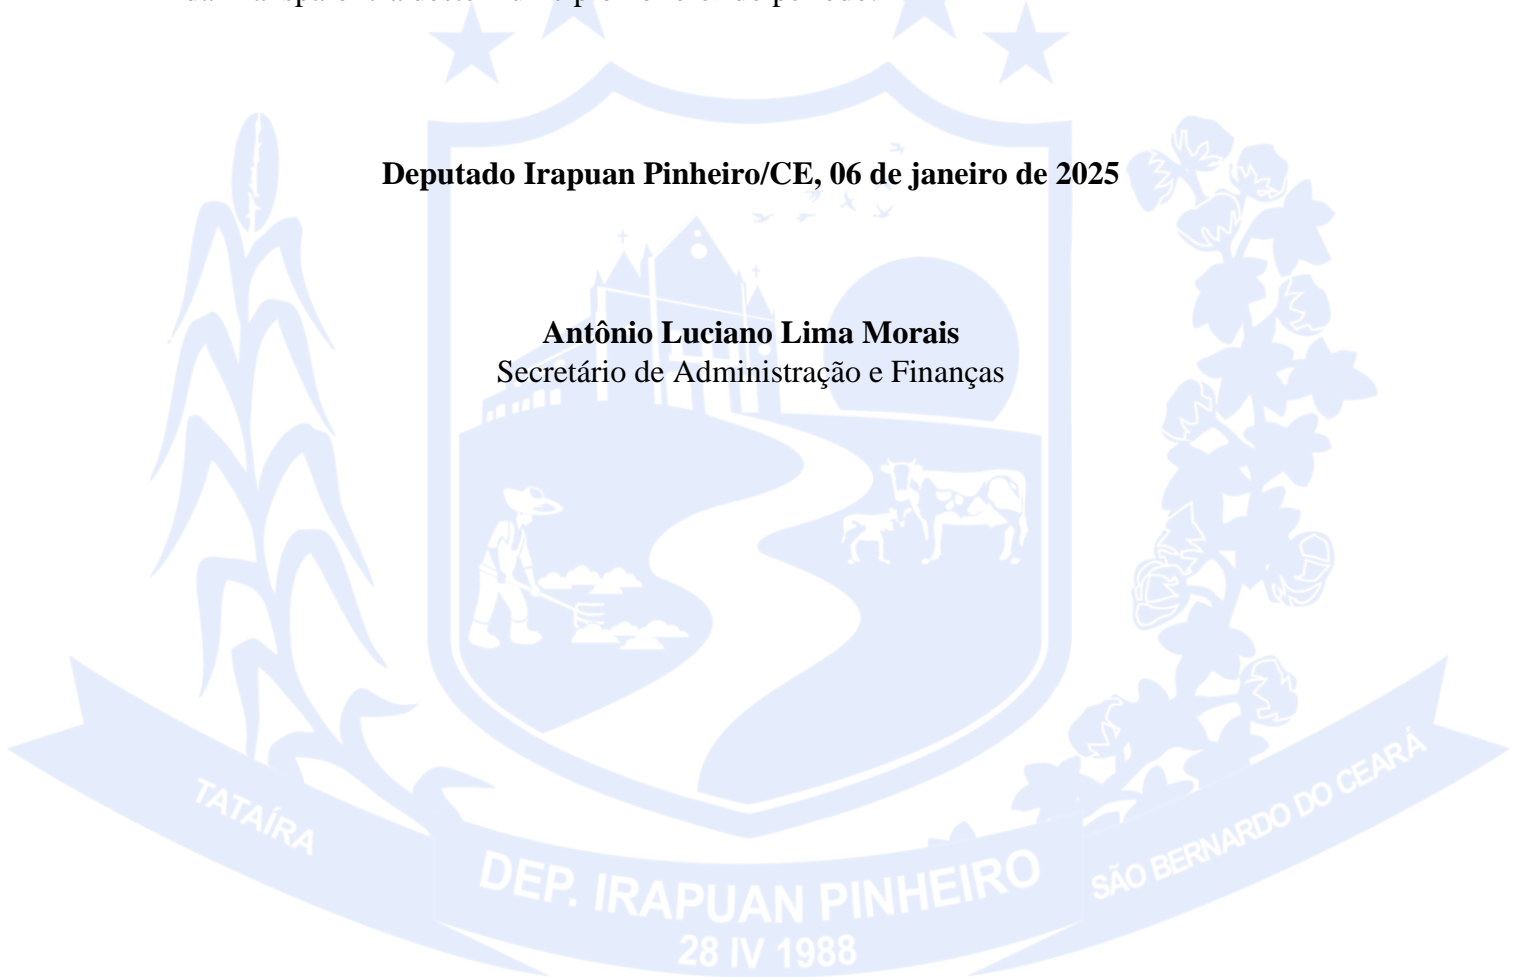 Deputado Irapuan Pinheiro/CE, 06 de janeiro de 2025
Antônio Luciano Lima Morais
Secretário de Administração e Finanças
TATAÍRA
DEP. IRAPUAN PINHEIRO
SÃO BERNARDO DO CEARÁ
28 IV 1988